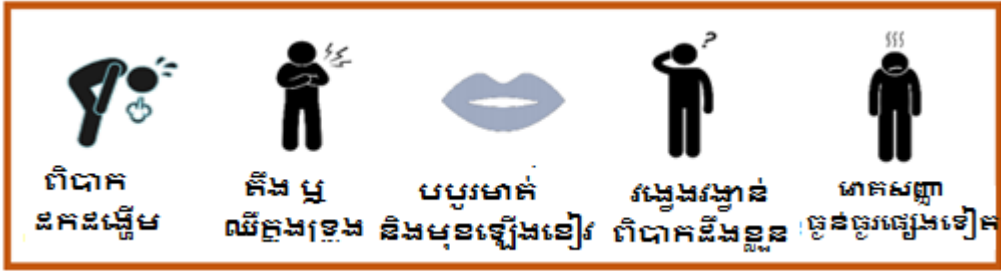 ពិបាក
ដកដង្ហើម
តឹង ឬ
ឈឺក្នុងទ្រូង
បបូរមាត់
និងមុខឡើងខៀវ
វង្វេងវង្វាន់
ពិបាកដឹងខ្លួន
រោគសញ្ញា
ធ្ងន់ធ្ងរផ្សេងទៀត
?